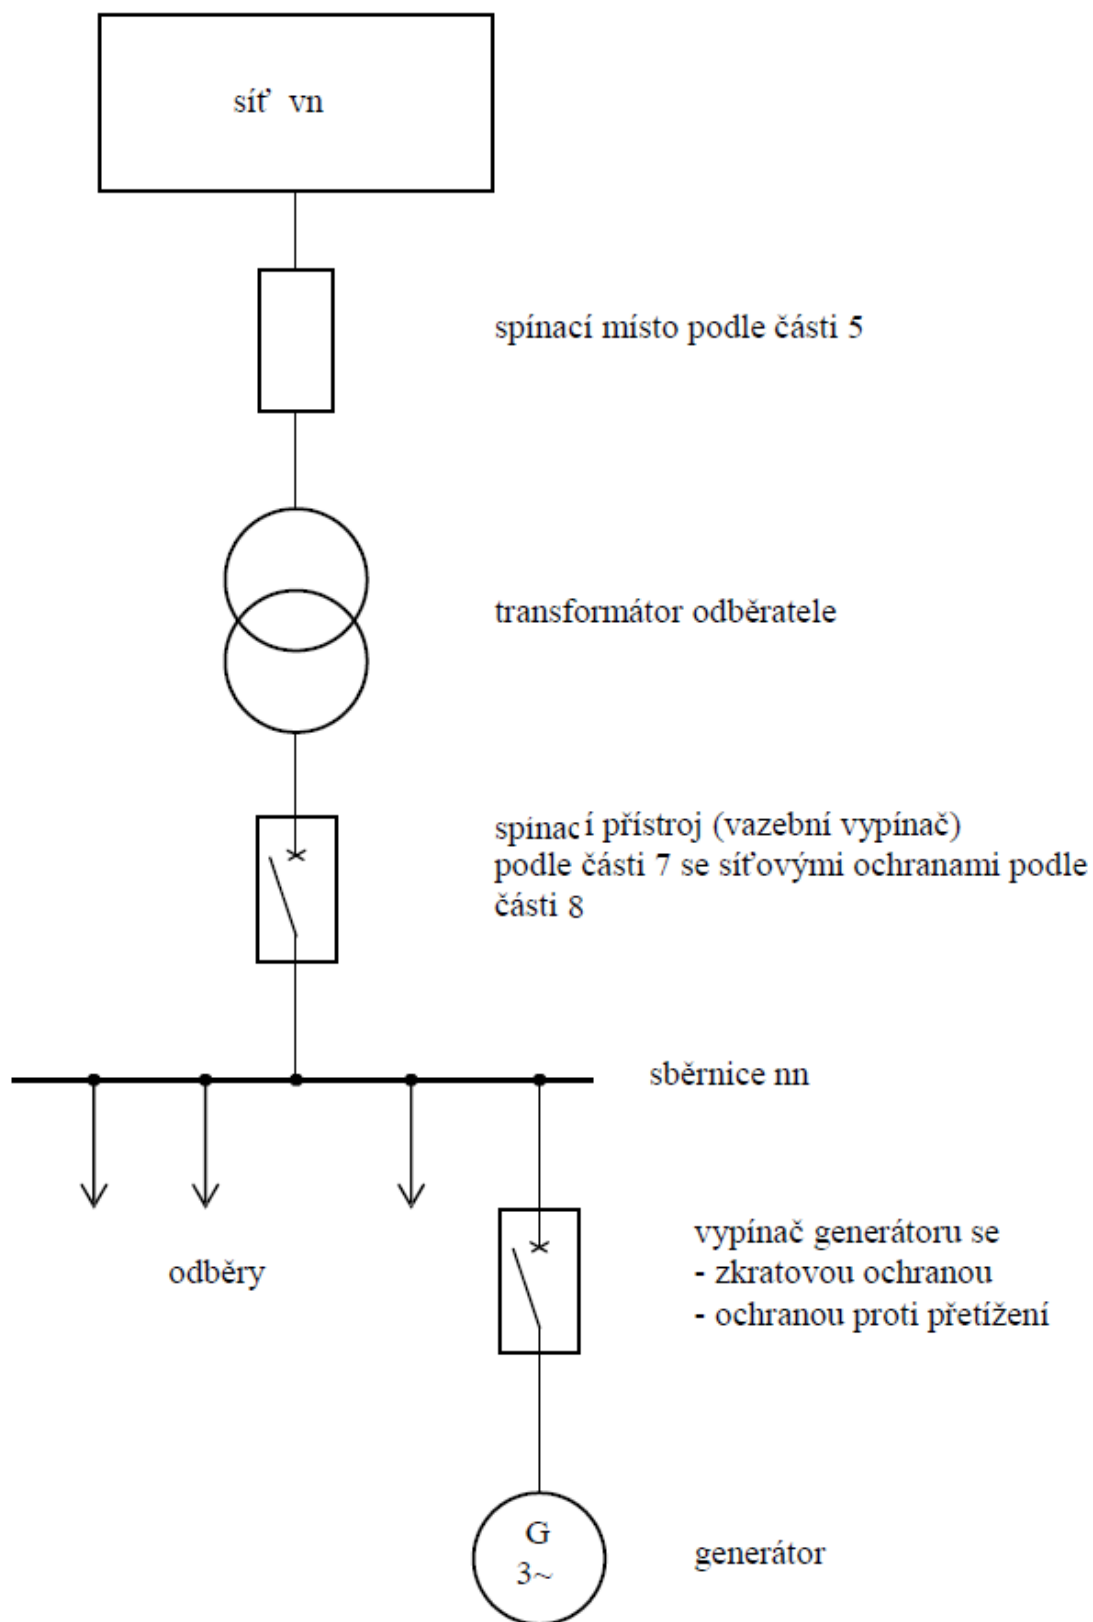 síť vn
spínací místo podle části 5
transformátor odběratele
spinací přístroj (vazební vypínač)
podle části 7 se síťovými ochranami podle
části 8
sběrnice nn
odběry
vypínač generátoru se
- zkratovou ochranou
- ochranou proti přetížení
G
3~
generátor